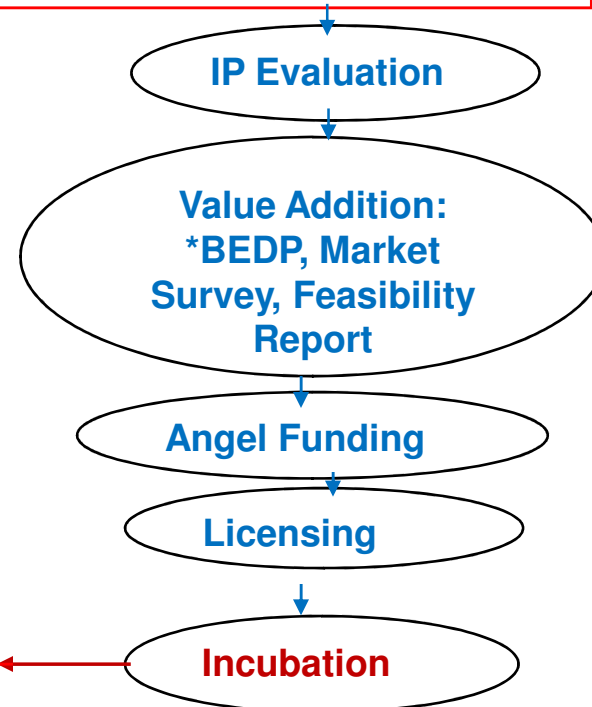 IP Evaluation
Value Addition:
*BEDP, Market
Survey, Feasibility
Report
Angel Funding
Licensing
Incubation